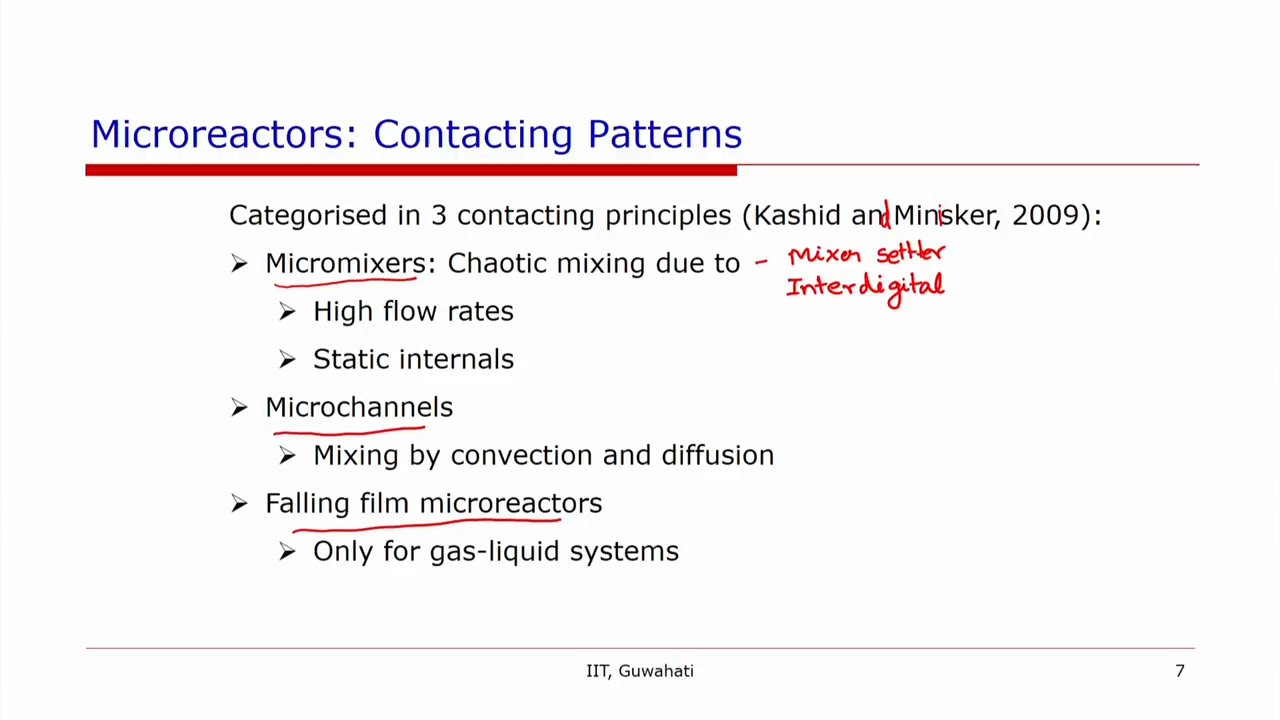 Microreactors: Contacting Patterns
Categorised in 3 contacting principles (Kashid and Minisker, 2009):
➢ Micromixers: Chaotic mixing due to - Mixer settler
Interdigital
➢ High flow rates
➢ Static internals
➢ Microchannels
➢ Mixing by convection and diffusion
➢ Falling film microreactors
➢ Only for gas-liquid systems
IIT, Guwahati 7